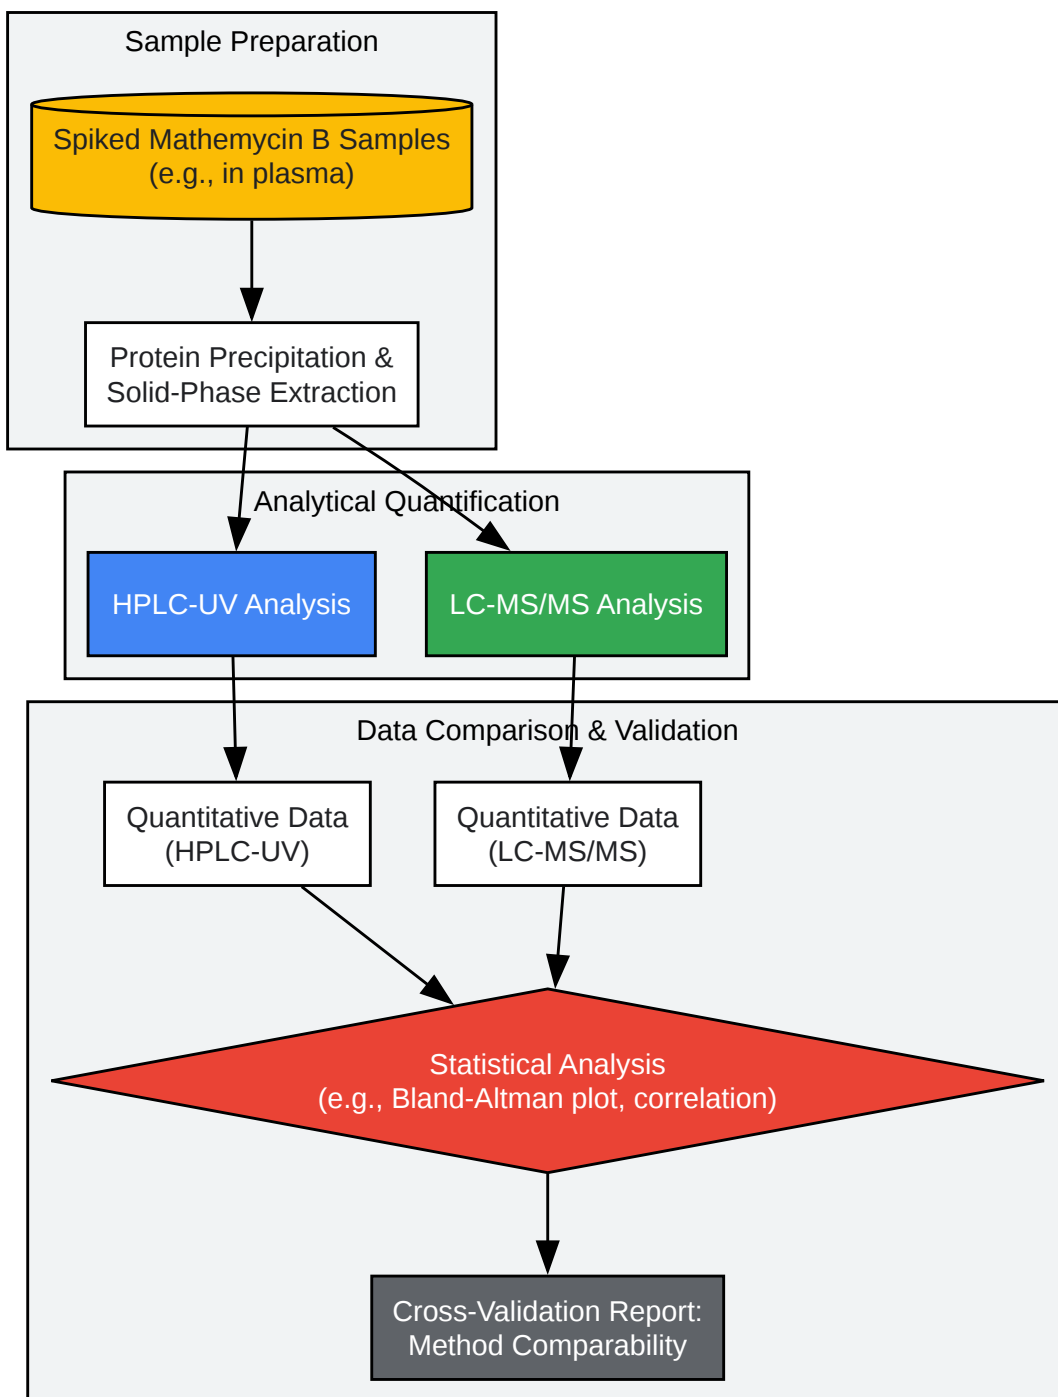 Sample Preparation
Spiked Mathemycin B Samples
(e.g., in plasma)
Protein Precipitation &
Solid-Phase Extraction
Analytical Quantification
HPLC-UV Analysis
LC-MS/MS Analysis
Data Comparison & Validation
Quantitative Data
(HPLC-UV)
Quantitative Data
(LC-MS/MS)
Statistical Analysis
(e.g., Bland-Altman plot, correlation)
Cross-Validation Report:
Method Comparability